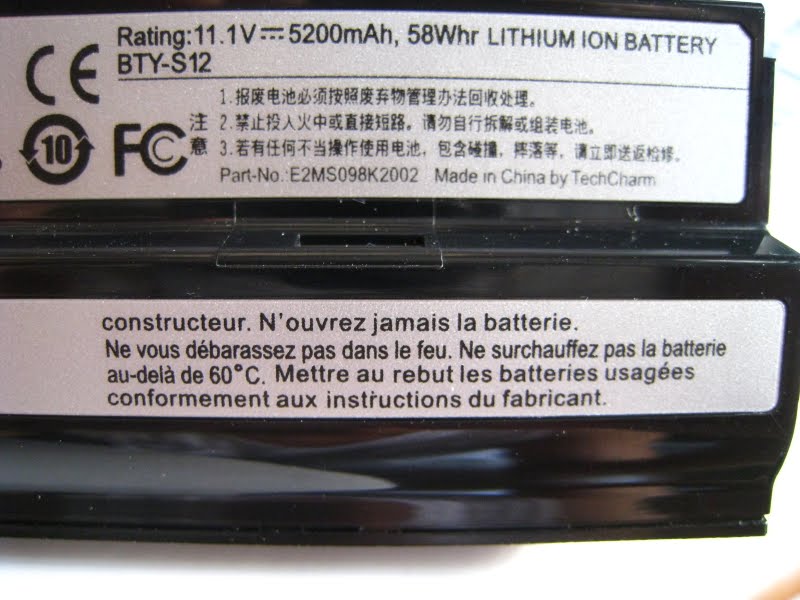 Rating:11.1V⎓5200mAh, 58Whr LITHIUM ION BATTERY
BTY-S12
CE
10
FC
注意
1.报废电池必须按照废弃物管理办法回收处理。
2.禁止投入火中或直接短路。请勿自行拆解或组装电池。
3.若有任何不当操作使用电池，包含碰撞，摔落等，请立即送返检修。
Part-No.:E2MS098K2002 Made in China by TechCharm
constructeur. N'ouvrez jamais la batterie.
Ne vous débarassez pas dans le feu. Ne surchauffez pas la batterie
au-delà de 60°C. Mettre au rebut les batteries usagées
conformement aux instructions du fabricant.